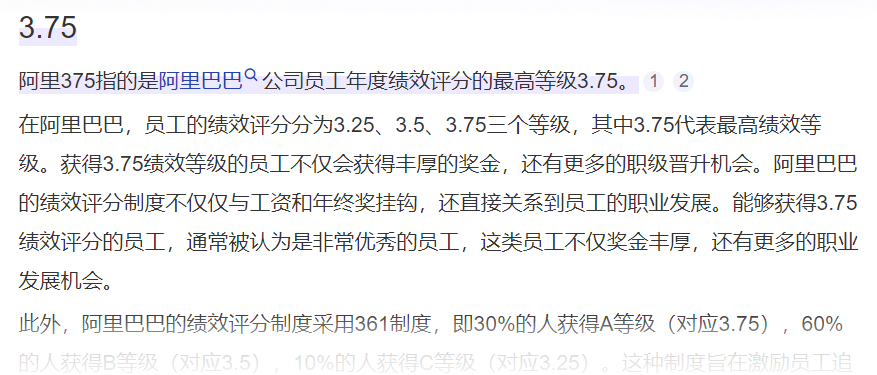 3.75
阿里375指的是阿里巴巴公司员工年度绩效评分的最高等级3.75。 1 2
在阿里巴巴，员工的绩效评分分为3.25、3.5、3.75三个等级，其中3.75代表最高绩效等
级。获得3.75绩效等级的员工不仅会获得丰厚的奖金，还有更多的职级晋升机会。阿里巴巴
的绩效评分制度不仅仅与工资和年终奖挂钩，还直接关系到员工的职业发展。能够获得3.75
绩效评分的员工，通常被认为是非常优秀的员工，这类员工不仅奖金丰厚，还有更多的职业
发展机会。
此外，阿里巴巴的绩效评分制度采用361制度，即30%的人获得A等级（对应3.75），60%
的人获得B等级（对应3.5），10%的人获得C等级（对应3.25）。这种制度旨在激励员工追